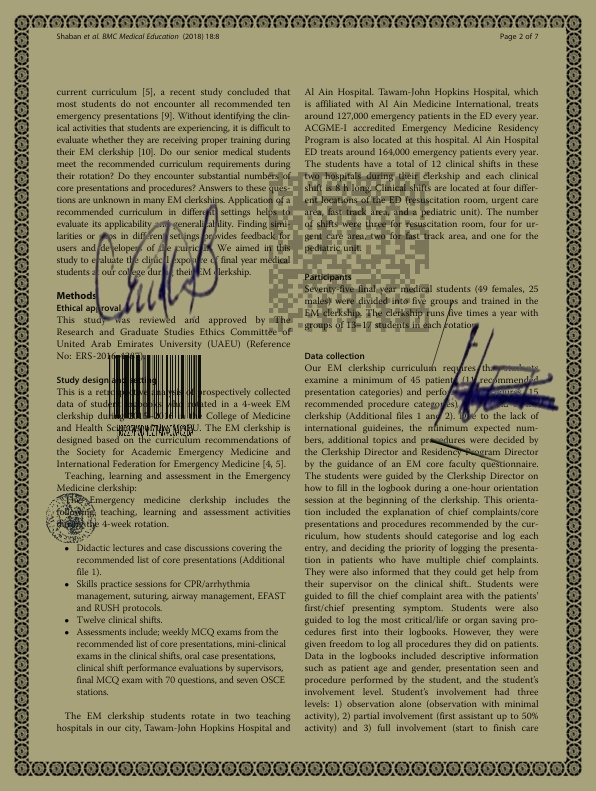 Shaban et al. BMC Medical Education (2018) 18:8
Page 2 of 7
current curriculum [5], a recent study concluded that
most students do not encounter all recommended ten
emergency presentations [9]. Without identifying the clin-
ical activities that students are experiencing, it is difficult to
evaluate whether they are receiving proper training during
their EM clerkship [10]. Do our senior medical students
meet the recommended curriculum requirements during
their rotation? Do they encounter substantial numbers of
core presentations and procedures? Answers to these ques-
tions are unknown in many EM clerkships. Application of a
recommended curriculum in different settings helps to
evaluate its applicability and generalizability. Finding simi-
larities or gaps in different settings provides feedback for
users and developers of the curricula. We aimed in this
study to evaluate the clinical exposure of final year medical
students at our college during their EM clerkship.
Methods
Ethical approval
This study was reviewed and approved by The
Research and Graduate Studies Ethics Committee of
United Arab Emirates University (UAEU) (Reference
No: ERS-2016-
Study design and setting
This is a retrospective analysis of prospectively collected
data of student logbooks who rotated in a 4-week EM
clerkship during 2015–2016 in the College of Medicine
and Health Sciences, UAEU. The EM clerkship is
designed based on the curriculum recommendations of
the Society for Academic Emergency Medicine and
International Federation for Emergency Medicine [4, 5].
Teaching, learning and assessment in the Emergency
Medicine clerkship:
The Emergency medicine clerkship includes the
following teaching, learning and assessment activities
during the 4-week rotation.
• Didactic lectures and case discussions covering the
recommended list of core presentations (Additional
file 1).
• Skills practice sessions for CPR/arrhythmia
management, suturing, airway management, EFAST
and RUSH protocols.
• Twelve clinical shifts.
• Assessments include; weekly MCQ exams from the
recommended list of core presentations, mini-clinical
exams in the clinical shifts, oral case presentations,
clinical shift performance evaluations by supervisors,
final MCQ exam with 70 questions, and seven OSCE
stations.
The EM clerkship students rotate in two teaching
hospitals in our city, Tawam-John Hopkins Hospital and
Al Ain Hospital. Tawam-John Hopkins Hospital, which
is affiliated with Al Ain Medicine International, treats
around 127,000 emergency patients in the ED every year.
ACGME-I accredited Emergency Medicine Residency
Program is also located at this hospital. Al Ain Hospital
ED treats around 164,000 emergency patients every year.
The students have a total of 12 clinical shifts in these
two hospitals during their clerkship and each clinical
shift is 8 h long. Clinical shifts are located at four differ-
ent locations of the ED (resuscitation room, urgent care
area, fast track area, and a pediatric unit). The number
of shifts were three for resuscitation room, four for ur-
gent care area, two for fast track area, and one for the
pediatric unit.
Participants
Seventy-five final year medical students (49 females, 25
males) were divided into five groups and trained in the
EM clerkship. The clerkship runs five times a year with
groups of 13–17 students in each rotation.
Data collection
Our EM clerkship curriculum requires that students
examine a minimum of 45 patients (11 recommended
presentation categories) and perform procedures (15
recommended procedure categories) clerkship
clerkship (Additional files 1 and 2). Due to the lack of
international guideines, the minimum expected num-
bers, additional topics and procedures were decided by
the Clerkship Director and Residency Program Director
by the guidance of an EM core faculty questionnaire.
The students were guided by the Clerkship Director on
how to fill in the logbook during a one-hour orientation
session at the beginning of the clerkship. This orienta-
tion included the explanation of chief complaints/core
presentations and procedures recommended by the cur-
riculum, how students should categorise and log each
entry, and deciding the priority of logging the presenta-
tion in patients who have multiple chief complaints.
They were also informed that they could get help from
their supervisor on the clinical shift.. Students were
guided to fill the chief complaint area with the patients'
first/chief presenting symptom. Students were also
guided to log the most critical/life or organ saving pro-
cedures first into their logbooks. However, they were
given freedom to log all procedures they did on patients.
Data in the logbooks included descriptive information
such as patient age and gender, presentation seen and
procedure performed by the student, and the student's
involvement level. Student's involvement had three
levels: 1) observation alone (observation with minimal
activity), 2) partial involvement (first assistant up to 50%
activity) and 3) full involvement (start to finish care